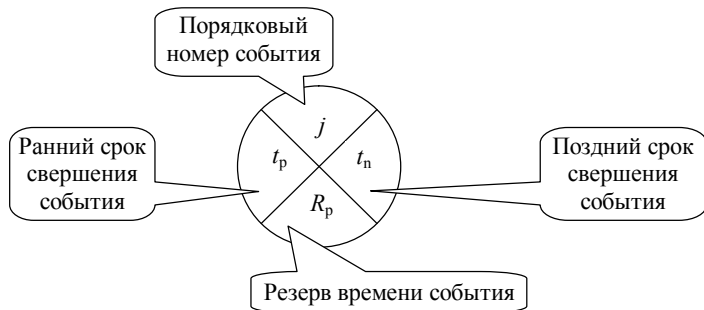 Порядковый
номер события
j
Ранний срок
свершения
события
tр
tп
Поздний срок
свершения
события
Rр
Резерв времени события